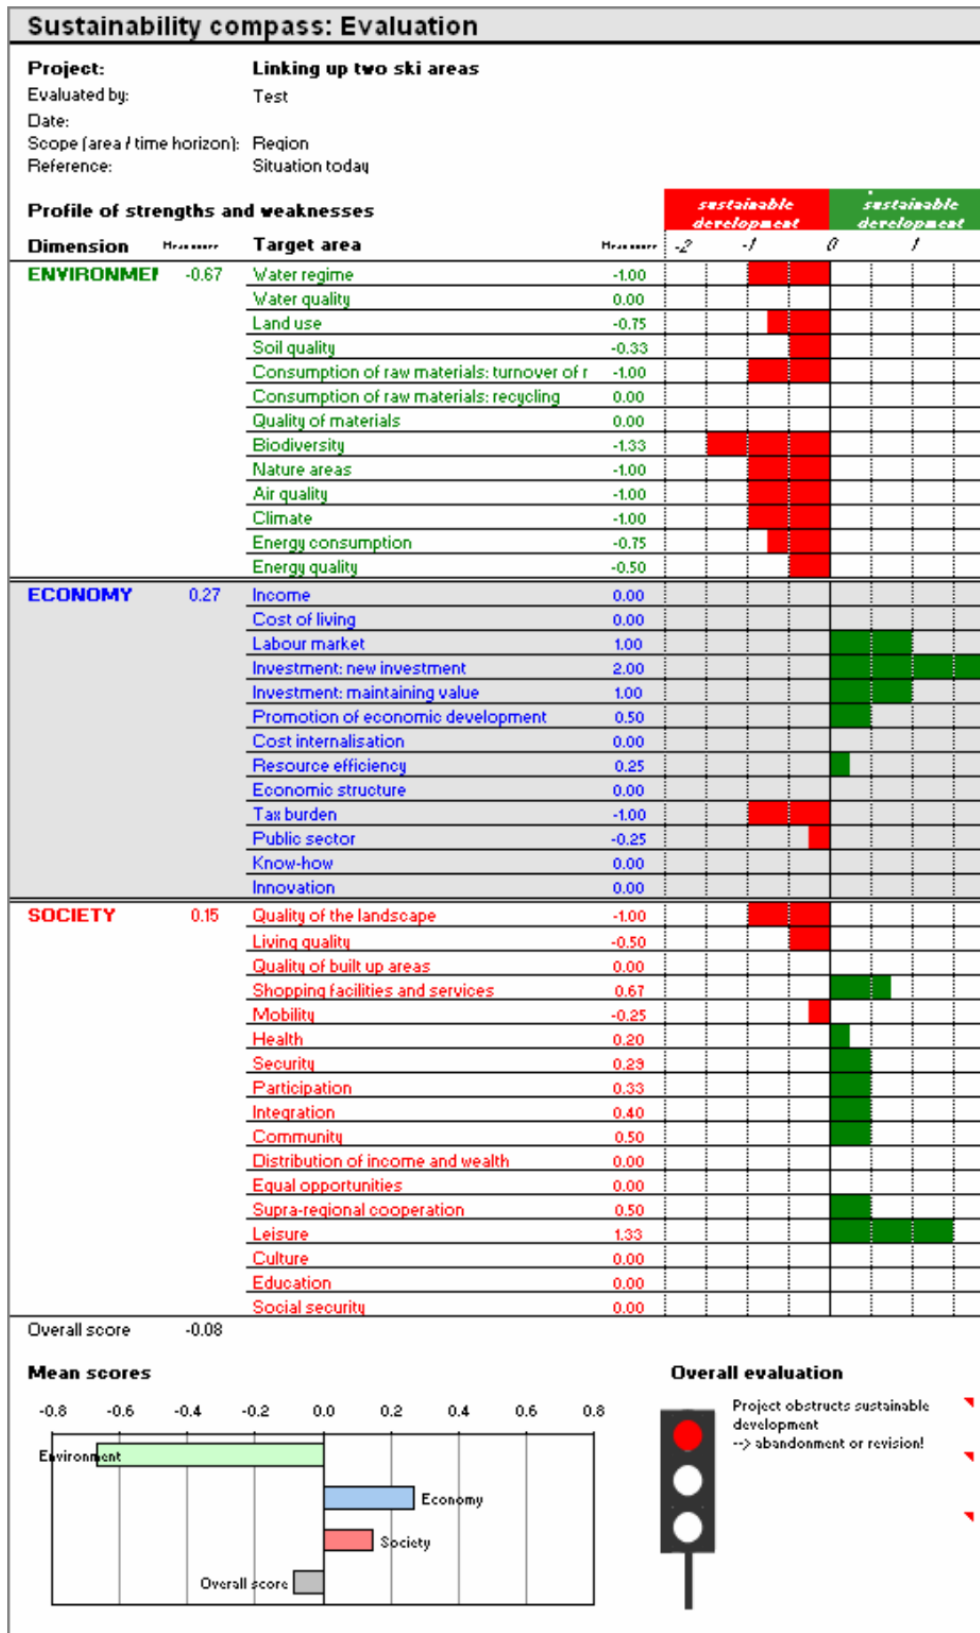 Sustainability compass: Evaluation
Project: Linking up two ski areas
Evaluated by: Test
Date:
Scope (area / time horizon): Region
Reference: Situation today
Profile of strengths and weaknesses sustainable development sustainable development
Dimension Mean score Target area Mean score -2 -1 0 1
ENVIRONMEN -0.67 Water regime -1.00
Water quality 0.00
Land use -0.75
Soil quality -0.33
Consumption of raw materials: turnover of r -1.00
Consumption of raw materials: recycling 0.00
Quality of materials 0.00
Biodiversity -1.33
Nature areas -1.00
Air quality -1.00
Climate -1.00
Energy consumption -0.75
Energy quality -0.50
ECONOMY 0.27 Income 0.00
Cost of living 0.00
Labour market 1.00
Investment: new investment 2.00
Investment: maintaining value 1.00
Promotion of economic development 0.50
Cost internalisation 0.00
Resource efficiency 0.25
Economic structure 0.00
Tax burden -1.00
Public sector -0.25
Know-how 0.00
Innovation 0.00
SOCIETY 0.15 Quality of the landscape -1.00
Living quality -0.50
Quality of built up areas 0.00
Shopping facilities and services 0.67
Mobility -0.25
Health 0.20
Security 0.29
Participation 0.33
Integration 0.40
Community 0.50
Distribution of income and wealth 0.00
Equal opportunities 0.00
Supra-regional cooperation 0.50
Leisure 1.33
Culture 0.00
Education 0.00
Social security 0.00
Overall score -0.08
Mean scores
-0.8 -0.6 -0.4 -0.2 0.0 0.2 0.4 0.6 0.8
Environment
Economy
Society
Overall score
Overall evaluation
Project obstructs sustainable
development
--> abandonment or revision!